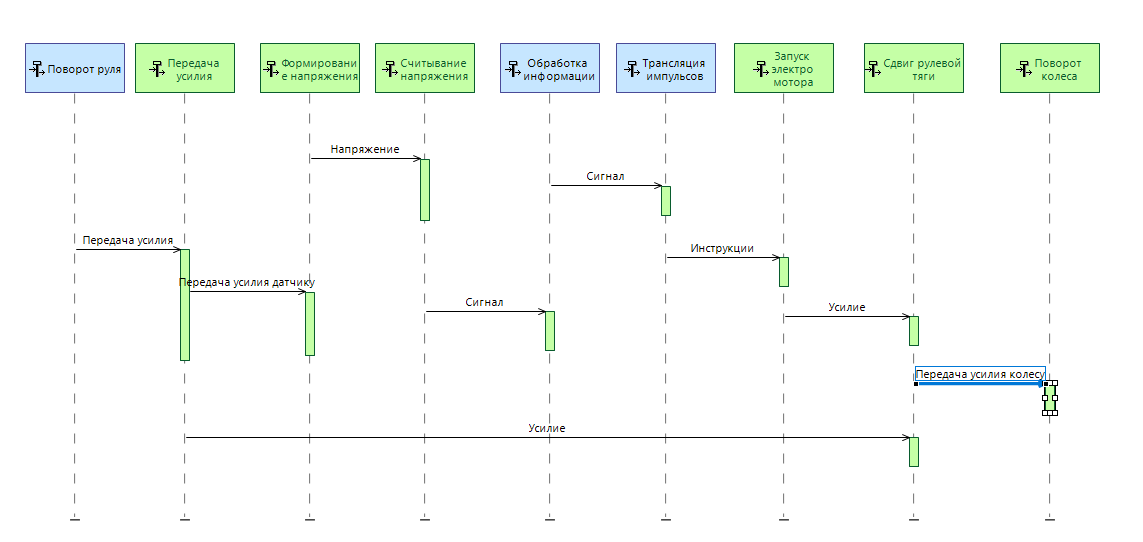 Поворот руля
Передача
усилия
Формировани
е напряжения
Считывание
напряжения
Обработка
информации
Трансляция
импульсов
Запуск
электро
мотора
Сдвиг рулевой
тяги
Поворот
колеса
Напряжение
Сигнал
Передача усилия
Инструкции
Передача усилия датчику
Сигнал
Усилие
Передача усилия колесу
Усилие